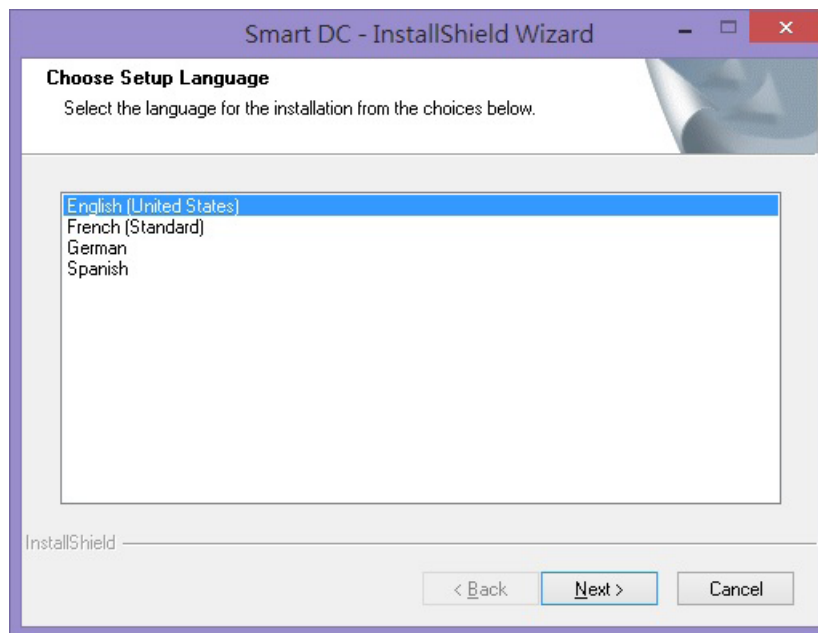 Smart DC - InstallShield Wizard
Choose Setup Language
Select the language for the installation from the choices below.
English (United States)
French (Standard)
German
Spanish
InstallShield
< Back
Next >
Cancel